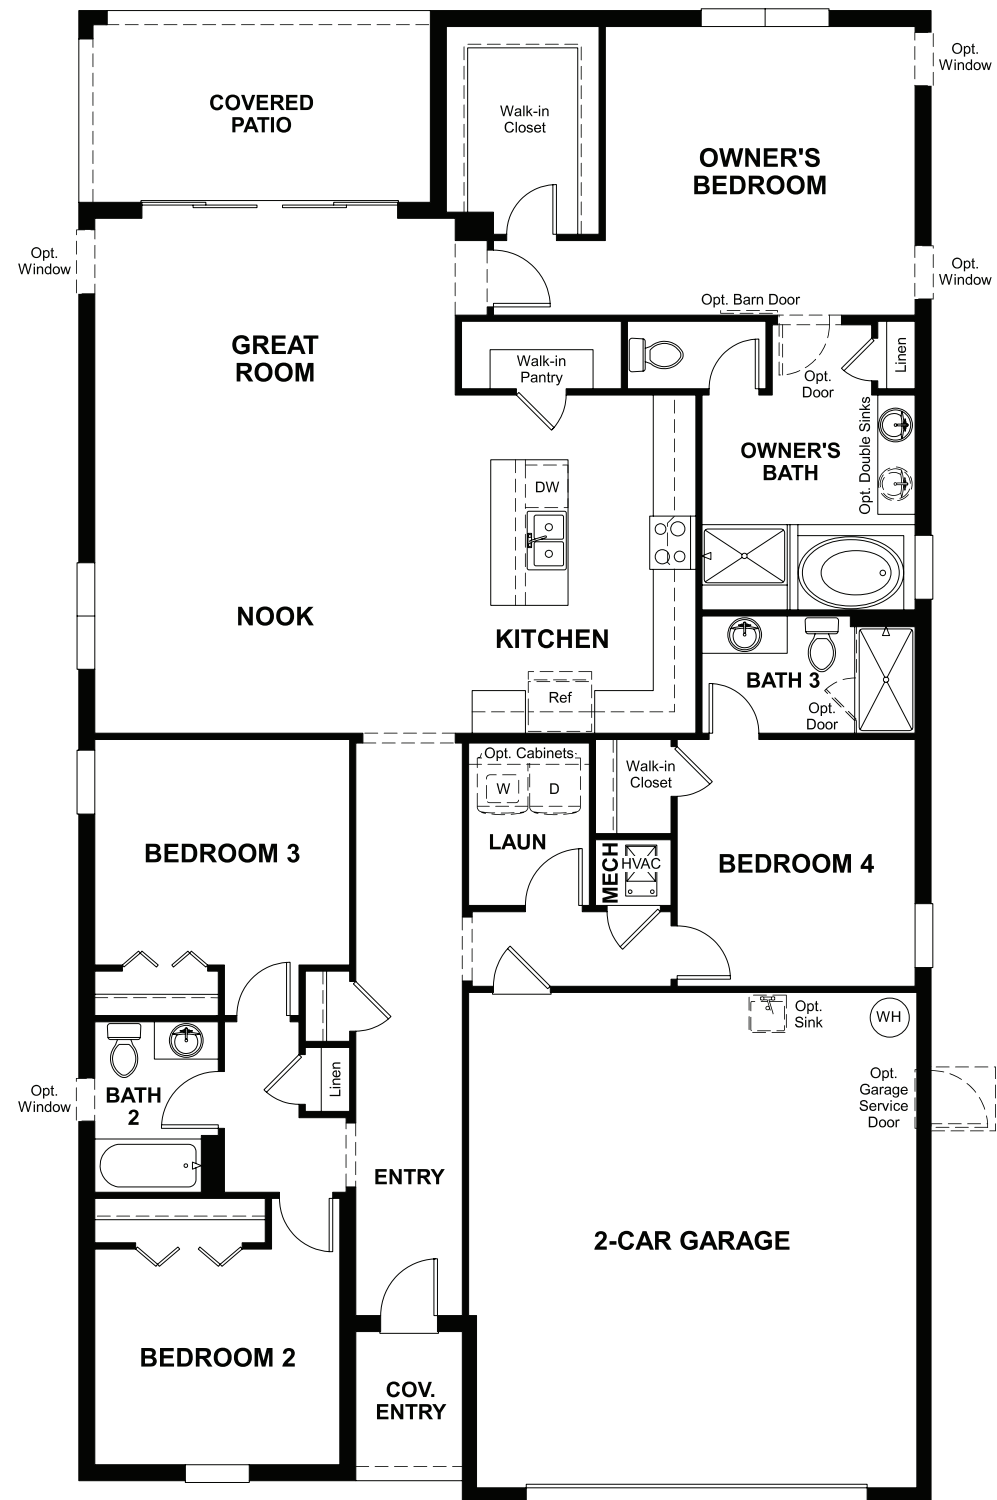 COVERED
PATIO
Walk-in
Closet
OWNER'S
BEDROOM
Opt.
Window
Opt.
Window
Opt.
Window
Opt. Barn Door
GREAT
ROOM
Walk-in
Pantry
Opt.
Door
Linen
Opt. Double Sinks
OWNER'S
BATH
DW
NOOK
KITCHEN
Ref
BATH 3
Opt.
Door
Opt. Cabinets
W
D
LAUN
Walk-in
Closet
MECH
HVAC
BEDROOM 3
BEDROOM 4
Opt.
Sink
WH
Opt.
Window
BATH
2
Linen
Opt.
Garage
Service
Door
ENTRY
2-CAR GARAGE
BEDROOM 2
COV.
ENTRY